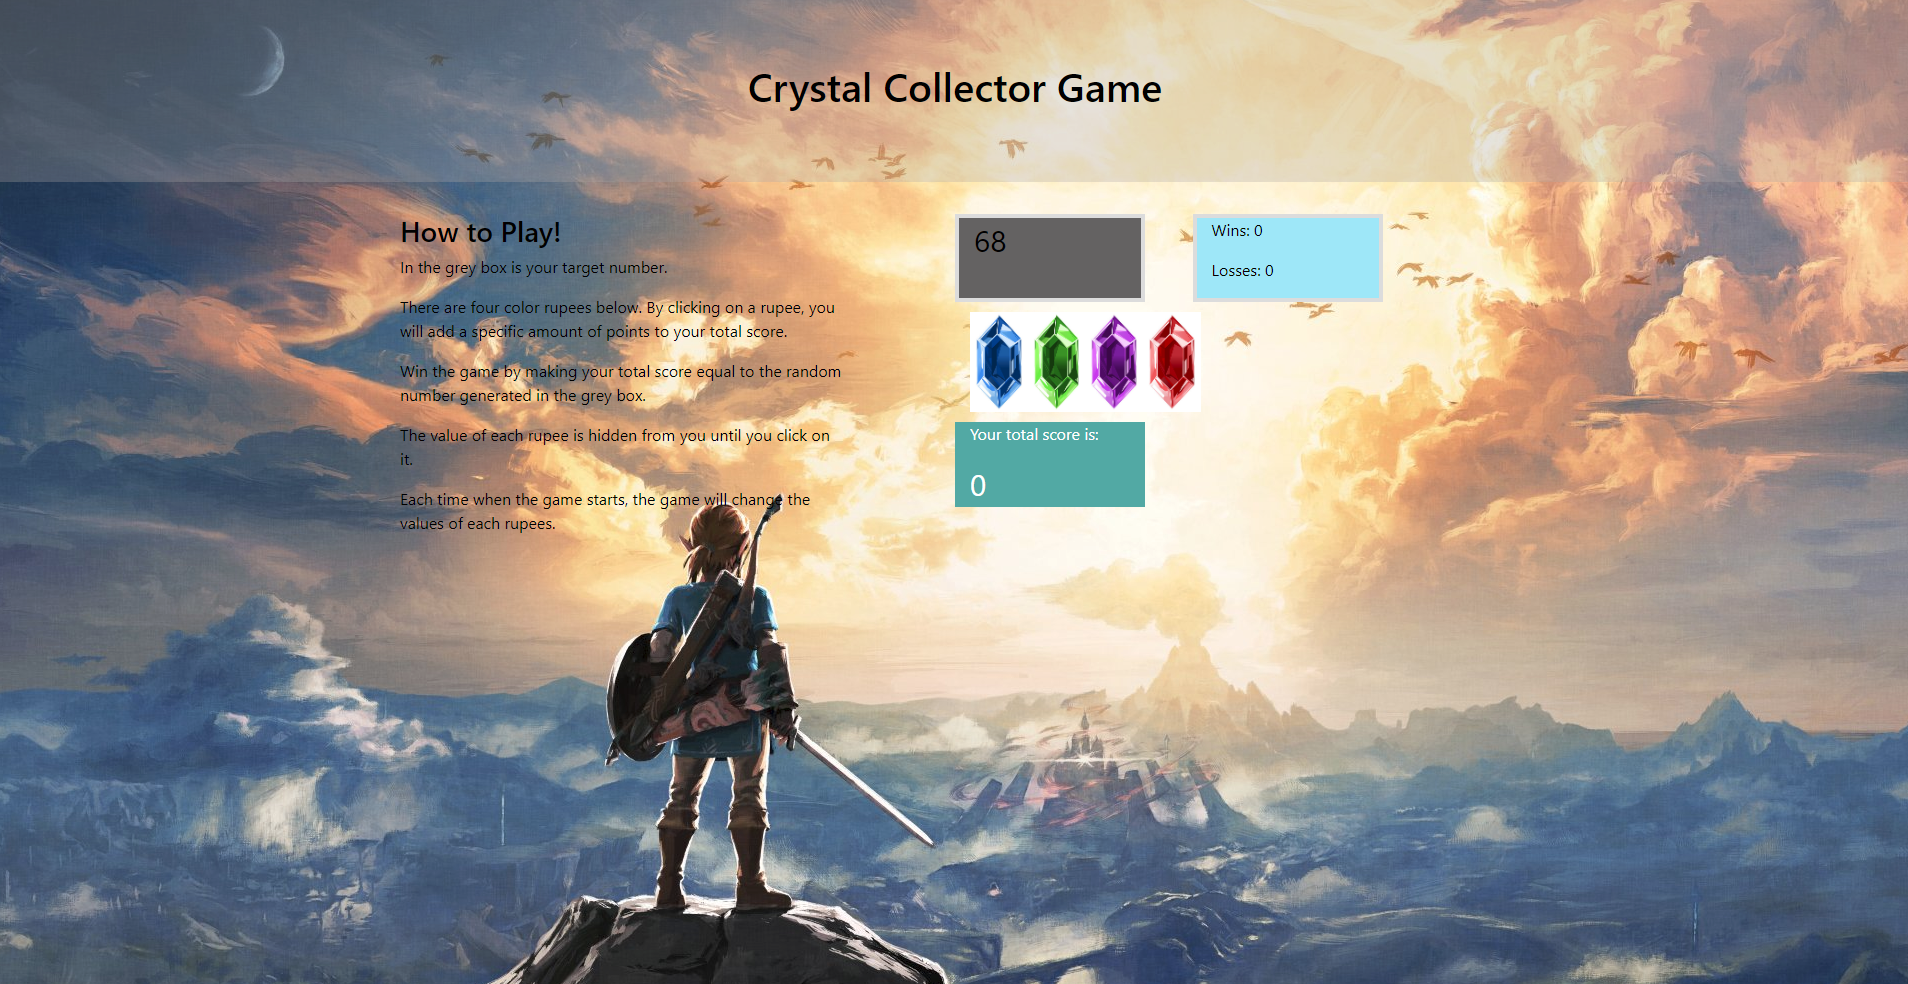 Crystal Collector Game
How to Play!
In the grey box is your target number.
There are four color rupees below. By clicking on a rupee, you
will add a specific amount of points to your total score.
Win the game by making your total score equal to the random
number generated in the grey box.
The value of each rupee is hidden from you until you click on
it.
Each time when the game starts, the game will change the
values of each rupees.
68
Wins: 0
Losses: 0
Your total score is:
0